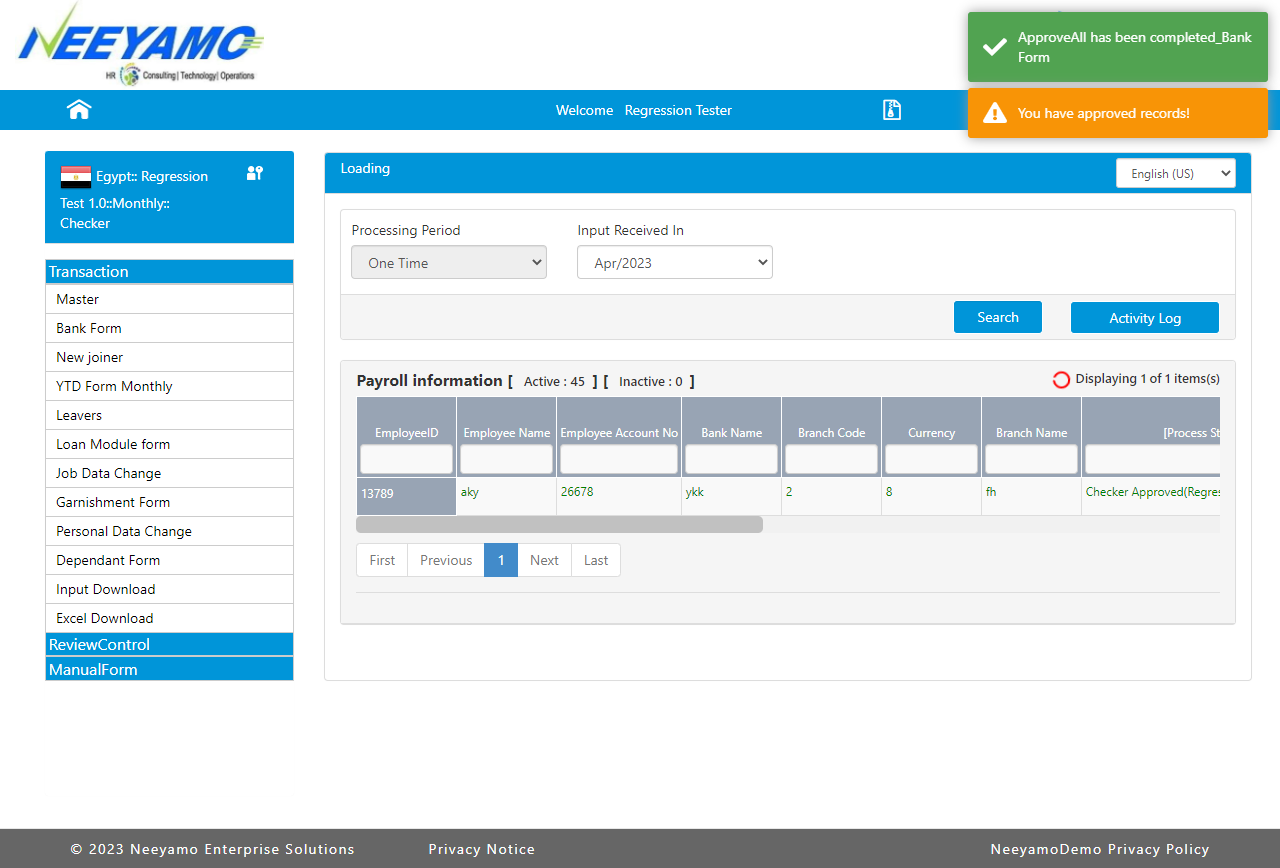 NEEYAMO
HR Consulting| Technology| Operations
ApproveAll has been completed_Bank
Form
You have approved records!
Welcome Regression Tester
Egypt:: Regression
Test 1.0::Monthly::
Checker
Loading
English (US)
Processing Period
Input Received In
One Time
Apr/2023
Search
Activity Log
Transaction
Master
Bank Form
New joiner
YTD Form Monthly
Leavers
Loan Module form
Job Data Change
Garnishment Form
Personal Data Change
Dependant Form
Input Download
Excel Download
ReviewControl
ManualForm
Payroll information [ Active : 45 ] [ Inactive : 0 ]
Displaying 1 of 1 items(s)
EmployeeID Employee Name Employee Account No Bank Name Branch Code Currency Branch Name [Process St
13789 aky 26678 ykk 2 8 fh Checker Approved(Regres
First Previous 1 Next Last
© 2023 Neeyamo Enterprise Solutions
Privacy Notice
NeeyamoDemo Privacy Policy